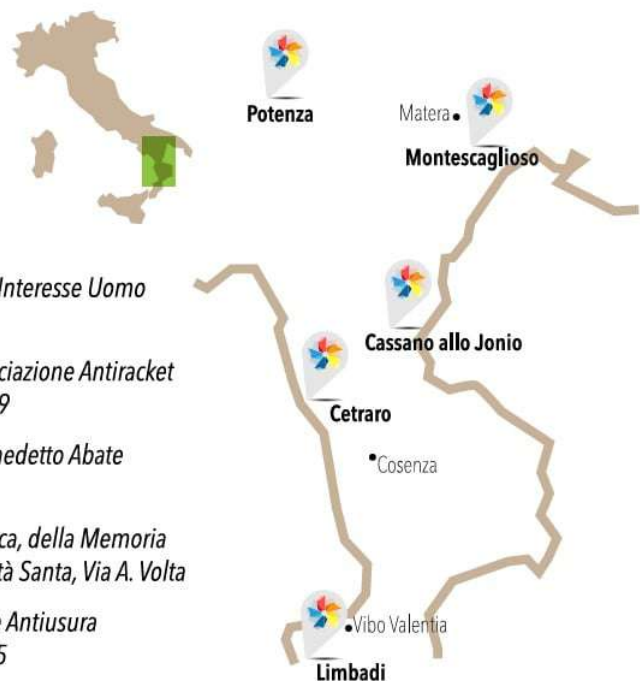 Potenza
Matera
Montescaglioso
Interesse Uomo
Cassano allo Jonio
ciazione Antiracket
9
Cetraro
nedetto Abate
Cosenza
ca, della Memoria
tà Santa, Via A. Volta
Antiusura
5
Vibo Valentia
Limbadi